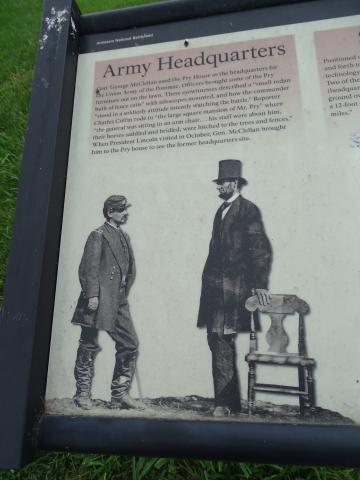 Antietam National Battlefield
Army Headquarters
Gen. George McClellan used the Pry House as the headquarters for
the Union Army of the Potomac. Officers brought some of the Pry
furniture out on the lawn. There eyewitnesses described a "small redan
built of fence rails" with telescopes mounted, and how the commander
"stood in a soldierly attitude intently watching the battle." Reporter
Charles Coffin rode to "the large square mansion of Mr. Pry" where
"the general was sitting in an arm chair. . . his staff were about him,
their horses saddled and bridled, were hitched to the trees and fences."
When President Lincoln visited in October, Gen. McClellan brought
him to the Pry house to see the former headquarters site.
Positioned
and forth
technology
Two of the
(headquar
ground ov
a 12-foot
miles."